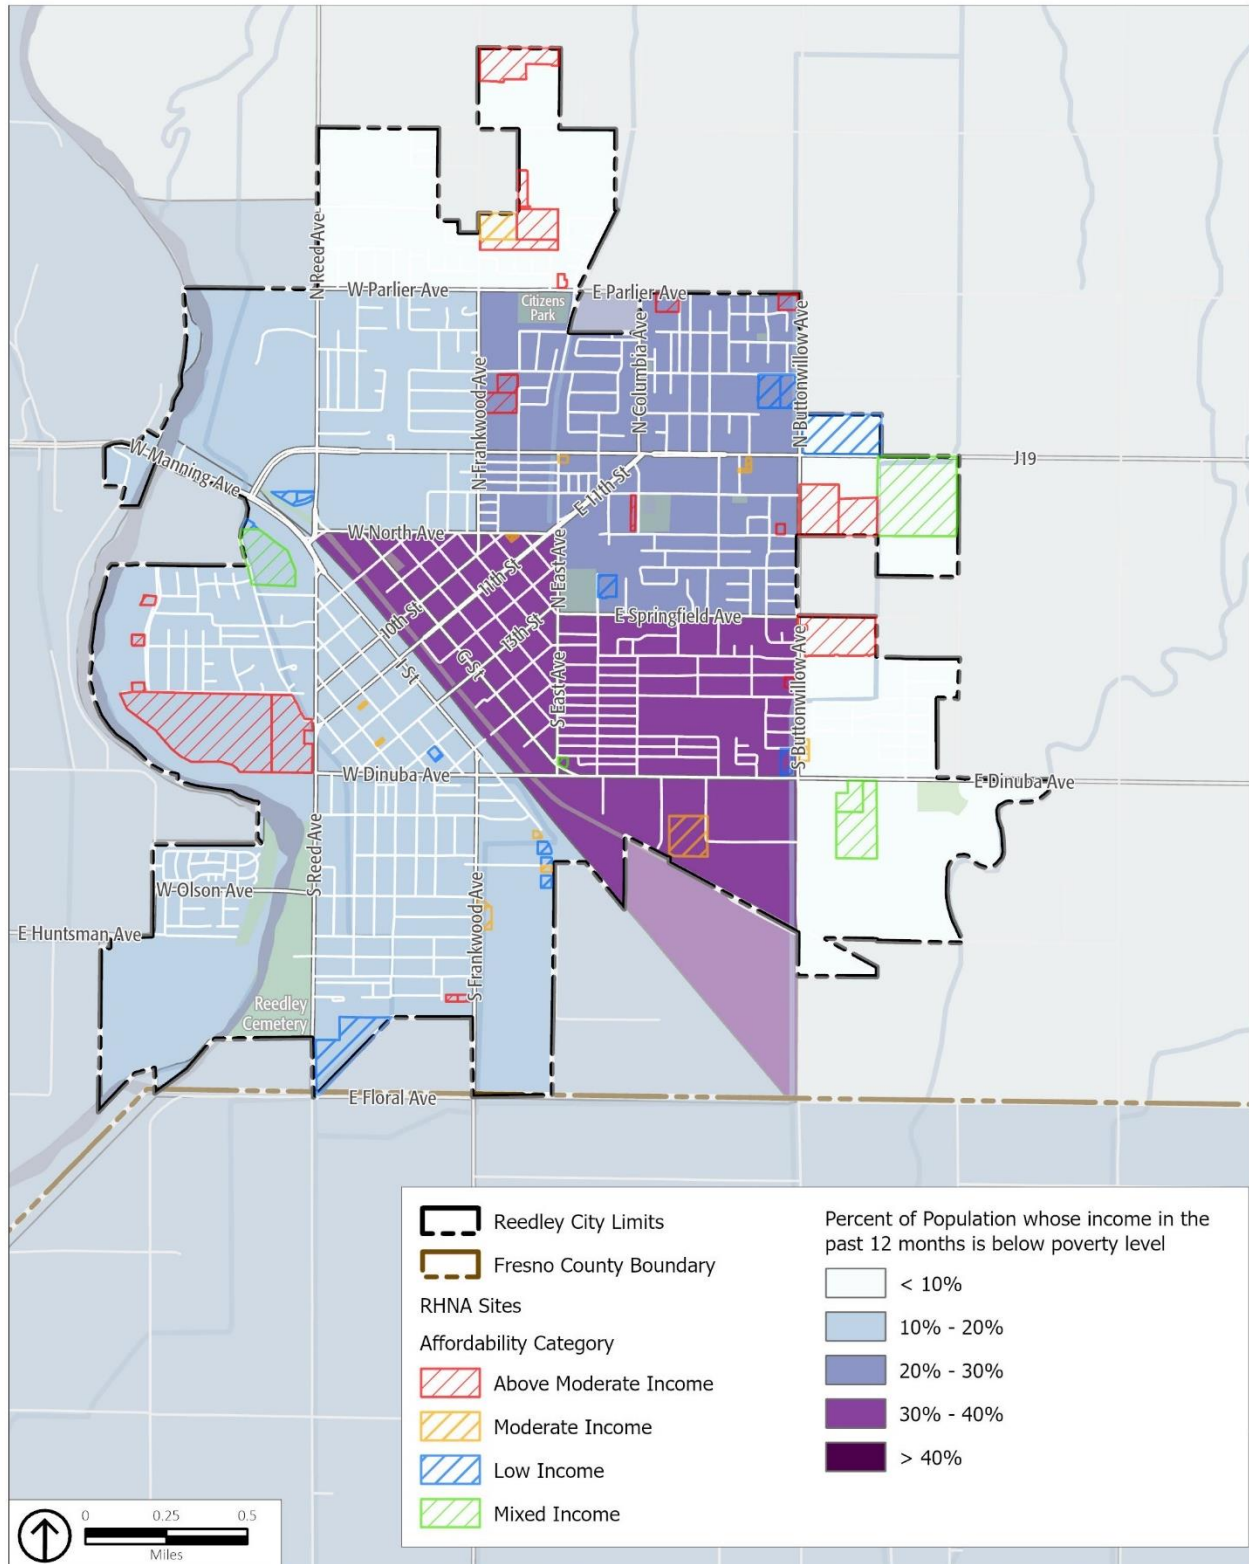 N Reed Ave
W Parlier Ave
E Parlier Ave
Citizens
Park
N Frankwood Ave
N Columbia Ave
N Buttonwillow Ave
W Manning Ave
J19
E 11th St
W North Ave
11th St
N East Ave
10th St
13th St
E Springfield Ave
G St
I St
S East Ave
S Buttonwillow Ave
W Dinuba Ave
E Dinuba Ave
S Reed Ave
W Olson Ave
S Frankwood Ave
E Huntsman Ave
Reedley
Cemetery
E Floral Ave
Reedley City Limits
Fresno County Boundary
RHNA Sites
Affordability Category
Above Moderate Income
Moderate Income
Low Income
Mixed Income
Percent of Population whose income in the
past 12 months is below poverty level
< 10%
10% - 20%
20% - 30%
30% - 40%
> 40%
0 0.25 0.5
Miles